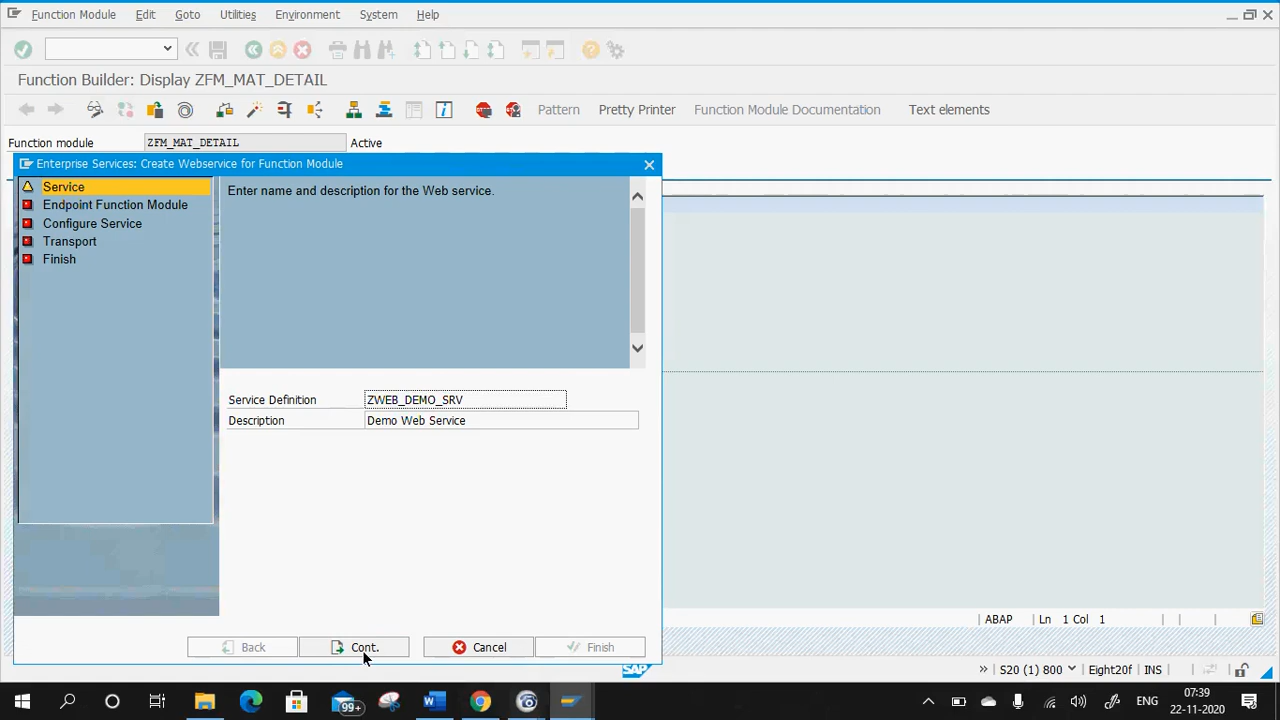 Function Module Edit Goto Utilities Environment System Help
Function Builder: Display ZFM_MAT_DETAIL
Pattern Pretty Printer Function Module Documentation Text elements
Function module ZFM_MAT_DETAIL Active
Enterprise Services: Create Webservice for Function Module
Service
Endpoint Function Module
Configure Service
Transport
Finish
Enter name and description for the Web service.
Service Definition ZWEB_DEMO_SRV
Description Demo Web Service
Back Cont. Cancel Finish
ABAP Ln 1 Col 1
SAP
S20 (1) 800 Eight20f INS
99+
ENG
07:39
22-11-2020